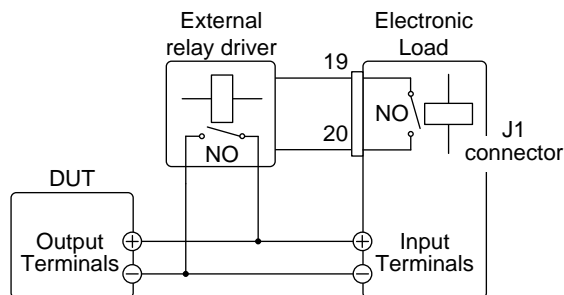 External
relay driver
Electronic
Load
19
20
NO
NO
J1
connector
DUT
Output
Terminals
+
−
+
−
Input
Terminals